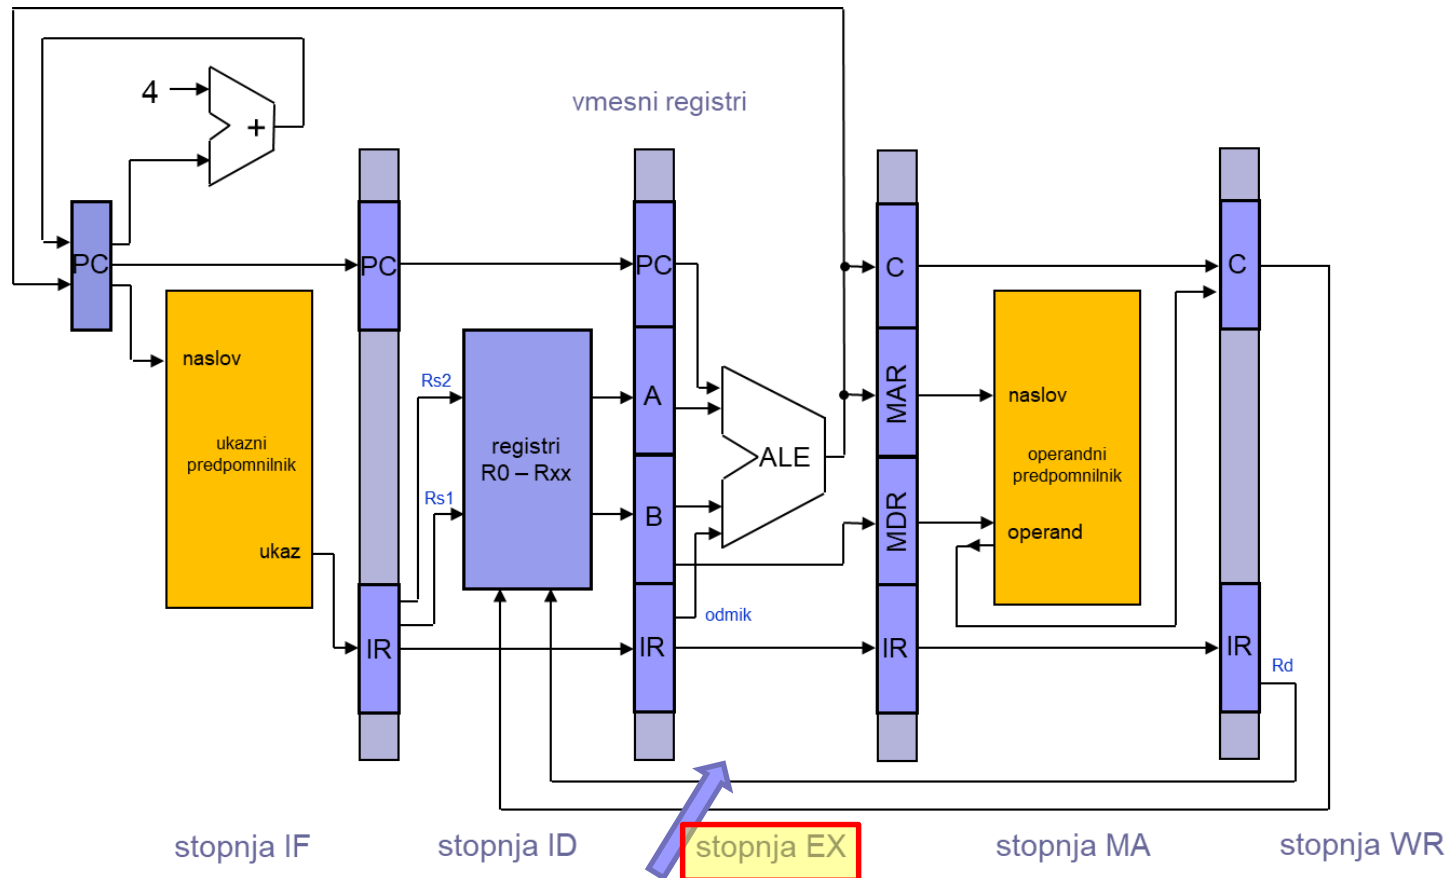 vmesni registri
4
+
PC
PC
PC
C
C
naslov
ukazni
predpomnilnik
ukaz
Rs2
Rs1
registri
R0 – Rxx
A
B
ALE
MAR
MDR
naslov
operandni
predpomnilnik
operand
odmik
IR
IR
IR
IR
Rd
stopnja IF
stopnja ID
stopnja EX
stopnja MA
stopnja WR